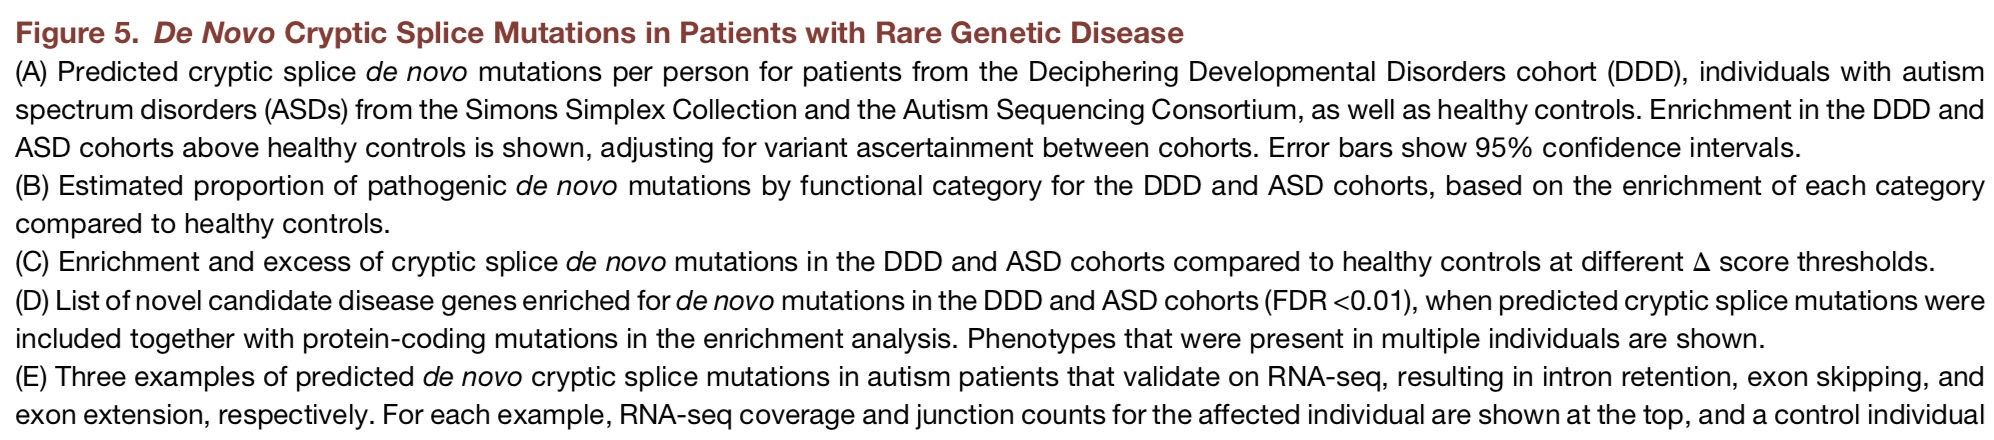 Figure 5. De Novo Cryptic Splice Mutations in Patients with Rare Genetic Disease
(A) Predicted cryptic splice de novo mutations per person for patients from the Deciphering Developmental Disorders cohort (DDD), individuals with autism
spectrum disorders (ASDs) from the Simons Simplex Collection and the Autism Sequencing Consortium, as well as healthy controls. Enrichment in the DDD and
ASD cohorts above healthy controls is shown, adjusting for variant ascertainment between cohorts. Error bars show 95% confidence intervals.
(B) Estimated proportion of pathogenic de novo mutations by functional category for the DDD and ASD cohorts, based on the enrichment of each category
compared to healthy controls.
(C) Enrichment and excess of cryptic splice de novo mutations in the DDD and ASD cohorts compared to healthy controls at different Δ score thresholds.
(D) List of novel candidate disease genes enriched for de novo mutations in the DDD and ASD cohorts (FDR <0.01), when predicted cryptic splice mutations were
included together with protein-coding mutations in the enrichment analysis. Phenotypes that were present in multiple individuals are shown.
(E) Three examples of predicted de novo cryptic splice mutations in autism patients that validate on RNA-seq, resulting in intron retention, exon skipping, and
exon extension, respectively. For each example, RNA-seq coverage and junction counts for the affected individual are shown at the top, and a control individual